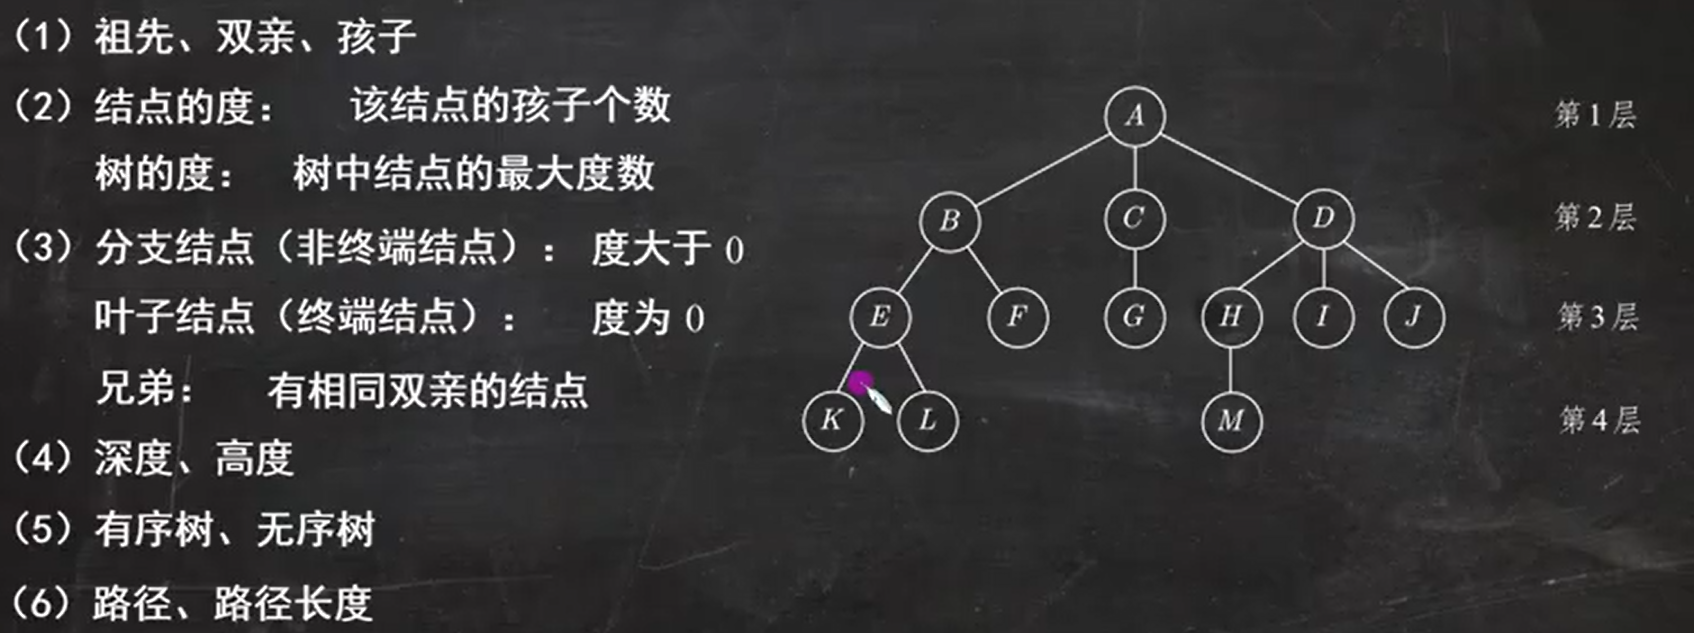 (1) 祖先、双亲、孩子
(2) 结点的度： 该结点的孩子个数
树的度： 树中结点的最大度数
(3) 分支结点（非终端结点）： 度大于 0
叶子结点（终端结点）： 度为 0
兄弟： 有相同双亲的结点
(4) 深度、高度
(5) 有序树、无序树
(6) 路径、路径长度
A 第1层
B C D 第2层
E F G H I J 第3层
K L M 第4层